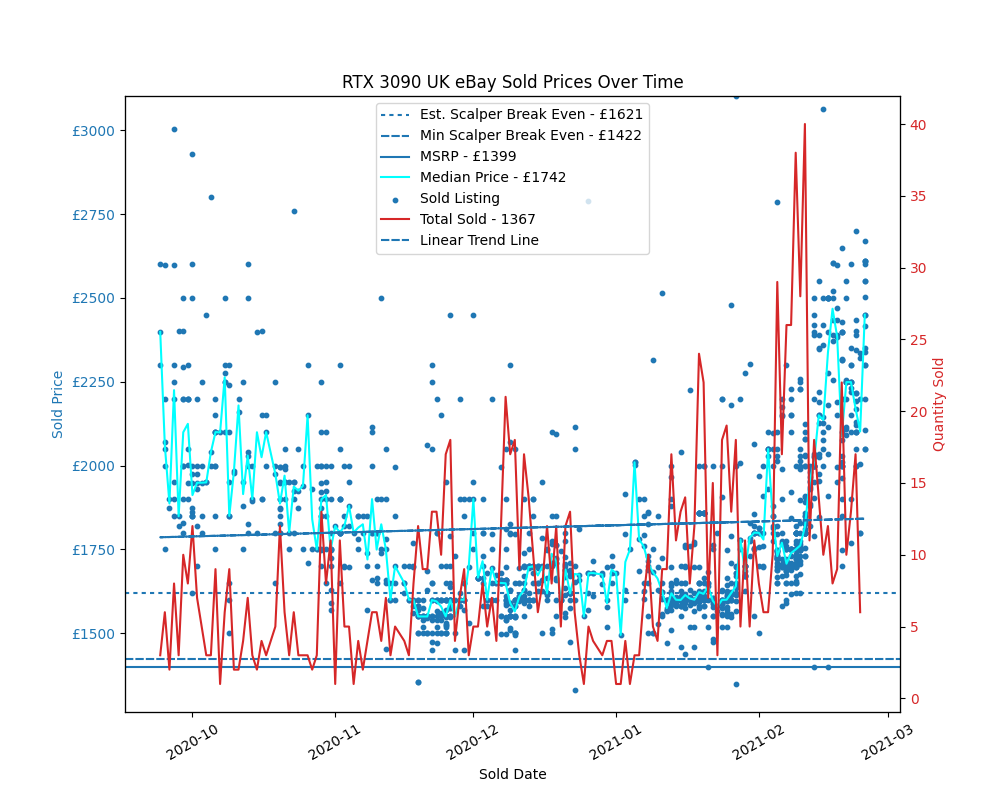 RTX 3090 UK eBay Sold Prices Over Time
Est. Scalper Break Even - £1621
Min Scalper Break Even - £1422
MSRP - £1399
Median Price - £1742
Sold Listing
Total Sold - 1367
Linear Trend Line
£3000
£2750
£2500
£2250
£2000
£1750
£1500
Sold Price
40
35
30
25
20
15
10
5
0
Quantity Sold
2020-10
2020-11
2020-12
2021-01
2021-02
2021-03
Sold Date